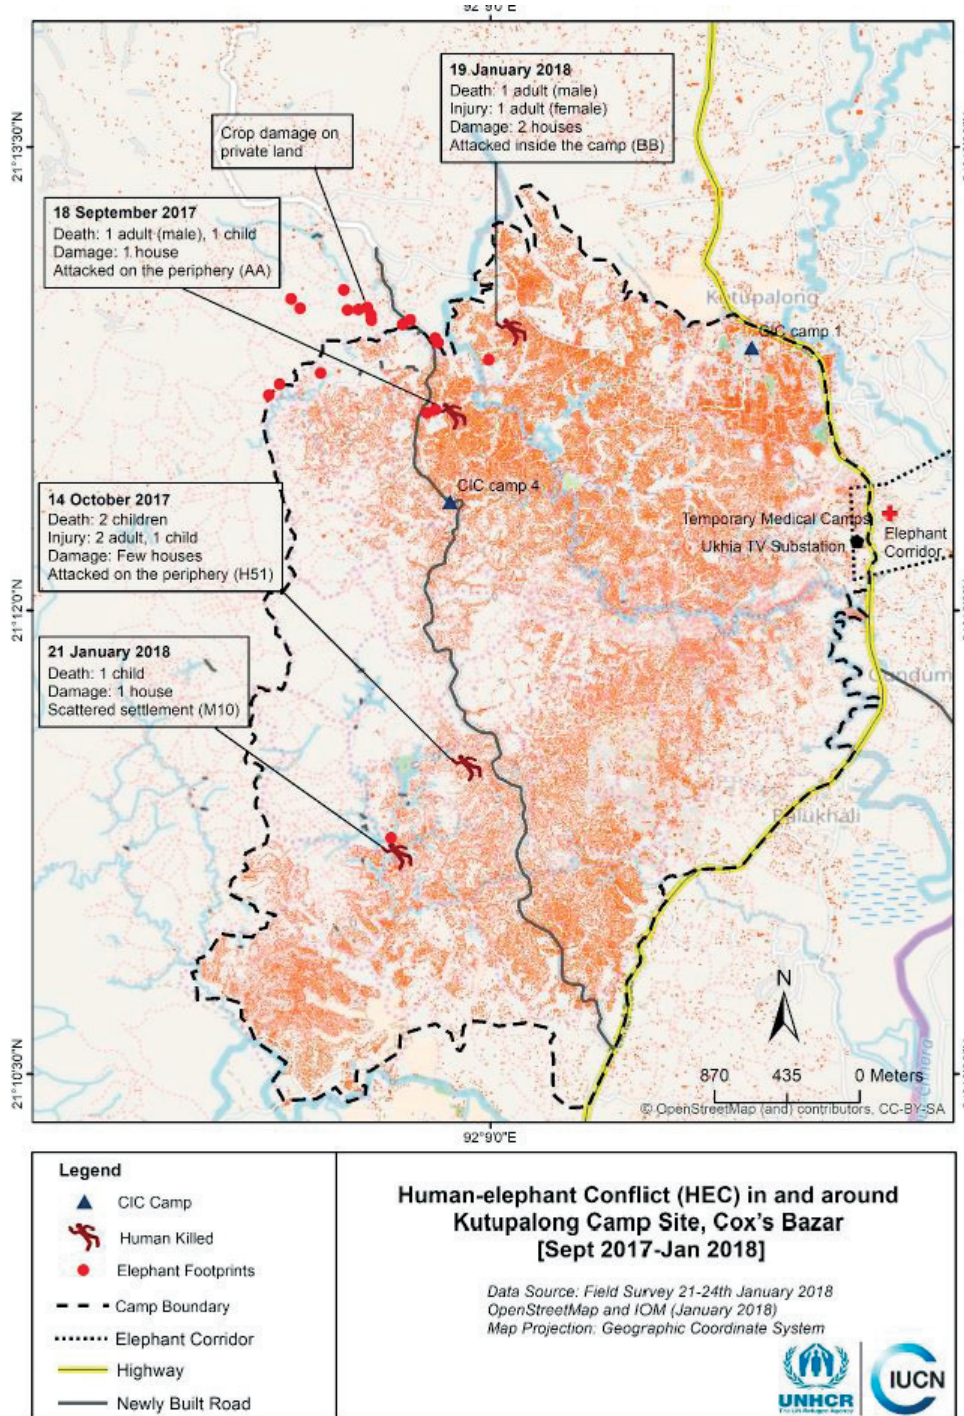 92°9'0"E
19 January 2018
Death: 1 adult (male)
Injury: 1 adult (female)
Damage: 2 houses
Attacked inside the camp (BB)
Crop damage on
private land
21°13'30"N
18 September 2017
Death: 1 adult (male), 1 child
Damage: 1 house
Attacked on the periphery (AA)
Kutupalong
CIC camp 1
14 October 2017
Death: 2 children
Injury: 2 adult, 1 child
Damage: Few houses
Attacked on the periphery (H51)
CIC camp 4
Temporary Medical Camps
Ukhia TV Substation
Elephant
Corridor
21°12'0"N
21 January 2018
Death: 1 child
Damage: 1 house
Scattered settlement (M10)
Gundum
Balukhali
N
21°10'30"N
870 435 0 Meters
© OpenStreetMap (and) contributors, CC-BY-SA
92°9'0"E
Legend
CIC Camp
Human Killed
Elephant Footprints
Camp Boundary
Elephant Corridor
Highway
Newly Built Road
Human-elephant Conflict (HEC) in and around
Kutupalong Camp Site, Cox's Bazar
[Sept 2017-Jan 2018]
Data Source: Field Survey 21-24th January 2018
OpenStreetMap and IOM (January 2018)
Map Projection: Geographic Coordinate System
UNHCR
The UN Refugee Agency
IUCN